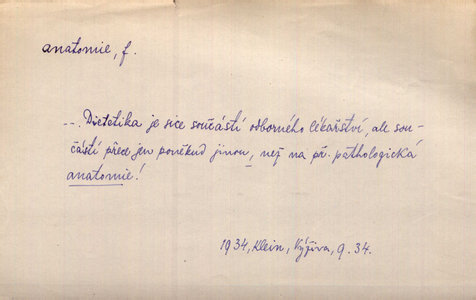 anatomie, f.
... Dietetika je sice součástí odborného lékařství, ale sou-
částí přec jen poněkud jinou, než na př. pathologická
anatomie!
1934, Klein, Výživa, 9. 34.